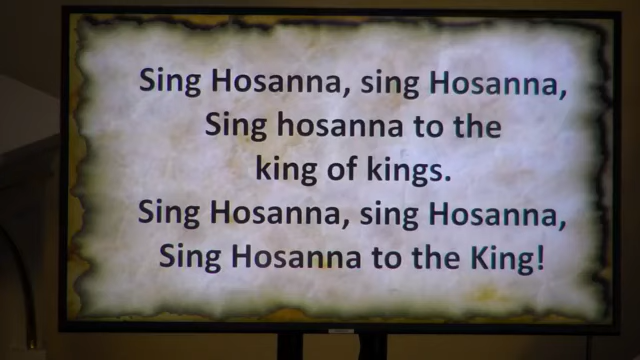 Sing Hosanna, sing Hosanna,
Sing hosanna to the
king of kings.
Sing Hosanna, sing Hosanna,
Sing Hosanna to the King!